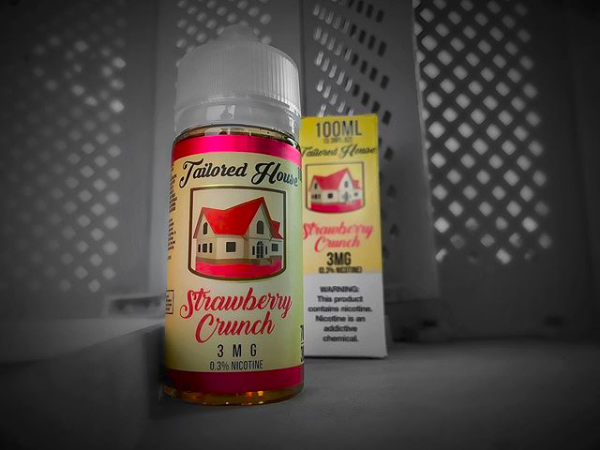 Tailored House
Strawberry
Crunch
3 MG
0.3% NICOTINE
100ML
Tailored House
Strawberry
Crunch
3MG
(0.3% NICOTINE)
WARNING:
This product
contains nicotine.
Nicotine is an
addictive
chemical.